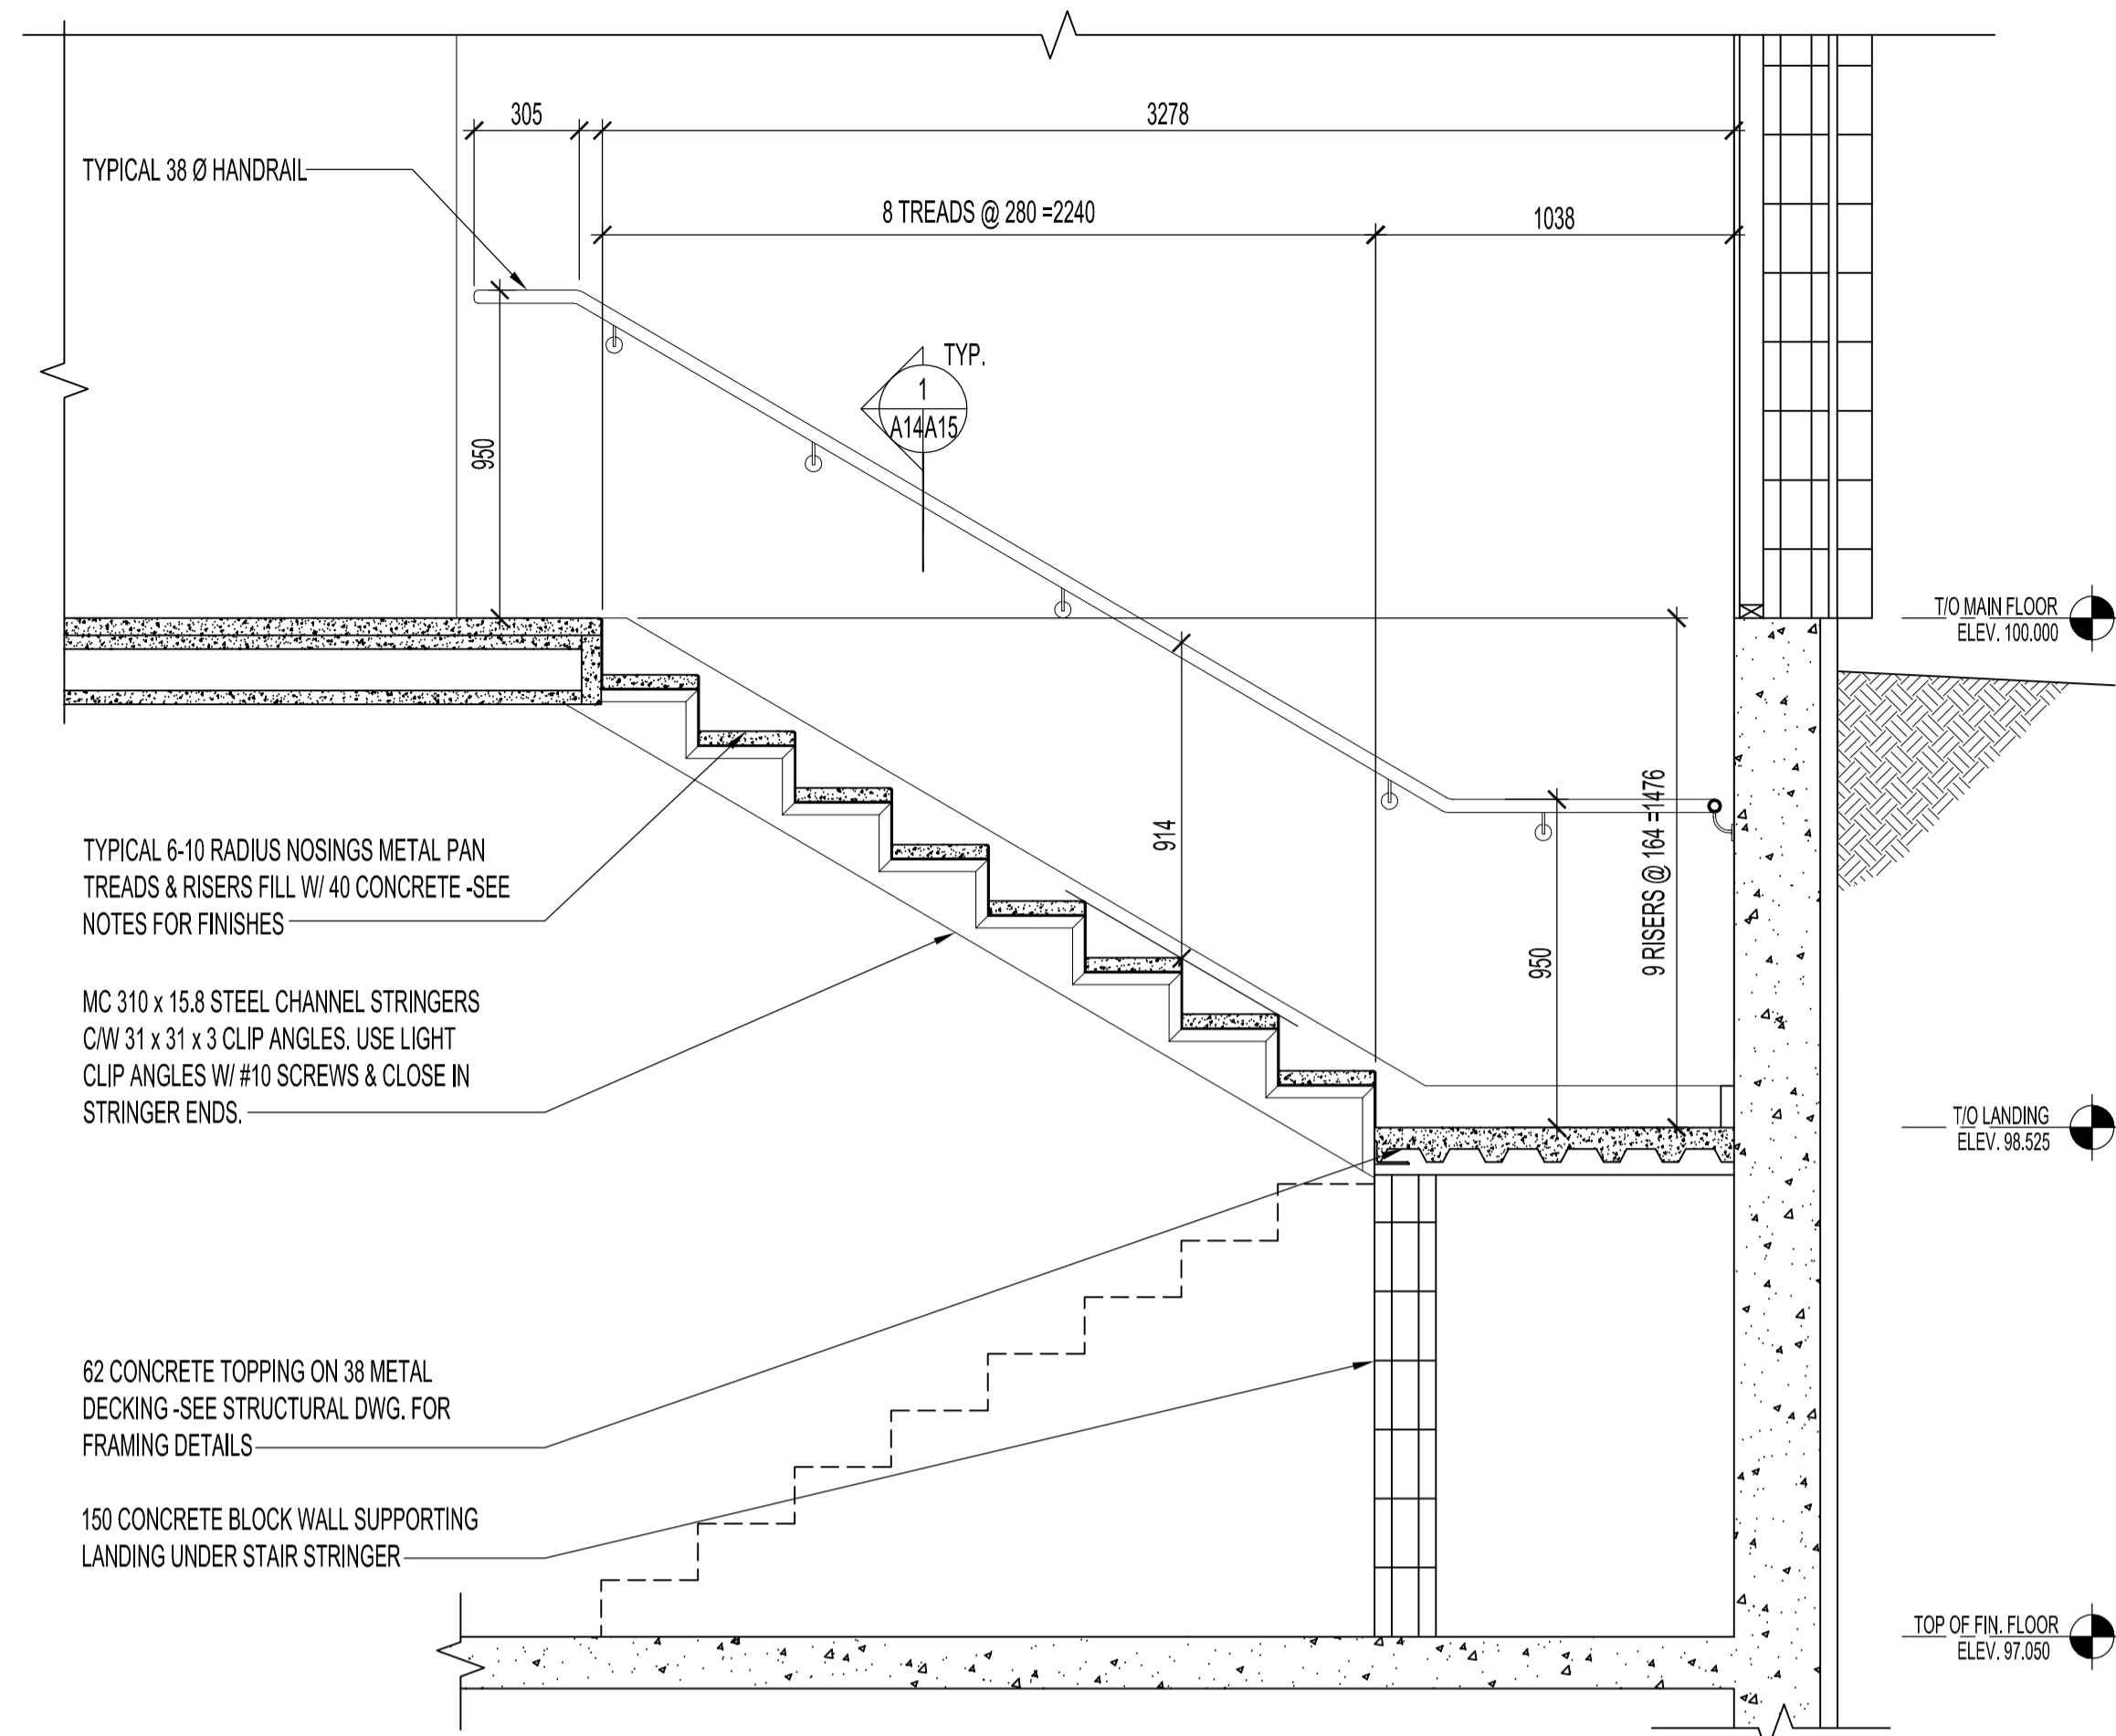 305
3278
TYPICAL 38 Ø HANDRAIL
8 TREADS @ 280 =2240
1038
TYP.
1
A14 A15
950
T/O MAIN FLOOR
ELEV. 100.000
914
950
9 RISERS @ 164 =1476
TYPICAL 6-10 RADIUS NOSINGS METAL PAN
TREADS & RISERS FILL W/ 40 CONCRETE -SEE
NOTES FOR FINISHES
MC 310 x 15.8 STEEL CHANNEL STRINGERS
C/W 31 x 31 x 3 CLIP ANGLES. USE LIGHT
CLIP ANGLES W/ #10 SCREWS & CLOSE IN
STRINGER ENDS.
T/O LANDING
ELEV. 98.525
62 CONCRETE TOPPING ON 38 METAL
DECKING -SEE STRUCTURAL DWG. FOR
FRAMING DETAILS
150 CONCRETE BLOCK WALL SUPPORTING
LANDING UNDER STAIR STRINGER
TOP OF FIN. FLOOR
ELEV. 97.050